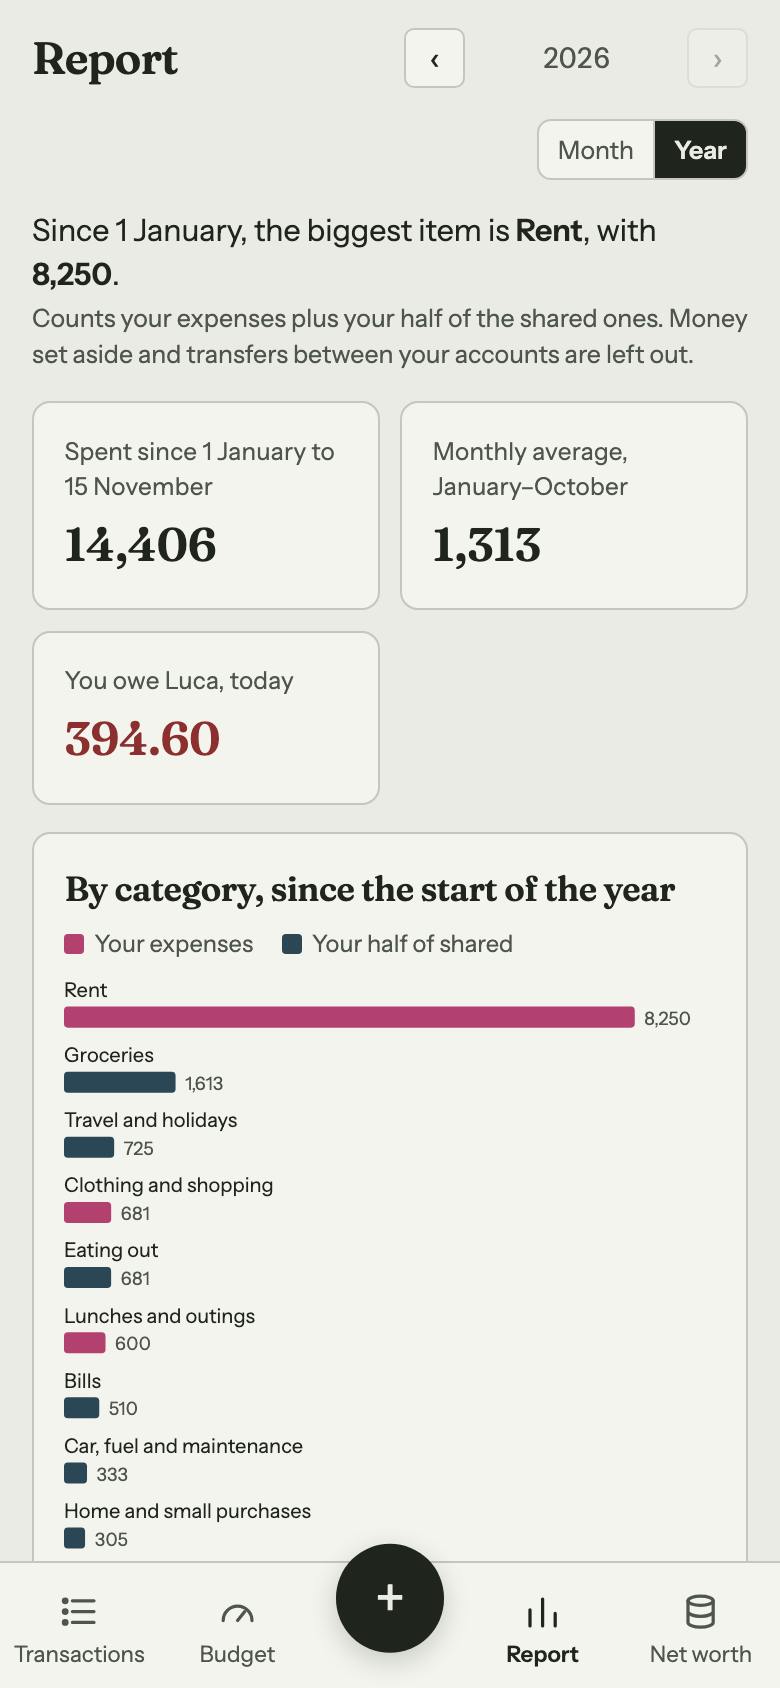 Report
‹
2026
›
Month
Year
Since 1 January, the biggest item is Rent, with
8,250.
Counts your expenses plus your half of the shared ones. Money
set aside and transfers between your accounts are left out.
Spent since 1 January to
15 November
14,406
Monthly average,
January–October
1,313
You owe Luca, today
394.60
By category, since the start of the year
Your expenses
Your half of shared
Rent
8,250
Groceries
1,613
Travel and holidays
725
Clothing and shopping
681
Eating out
681
Lunches and outings
600
Bills
510
Car, fuel and maintenance
333
Home and small purchases
305
+
Transactions
Budget
Report
Net worth